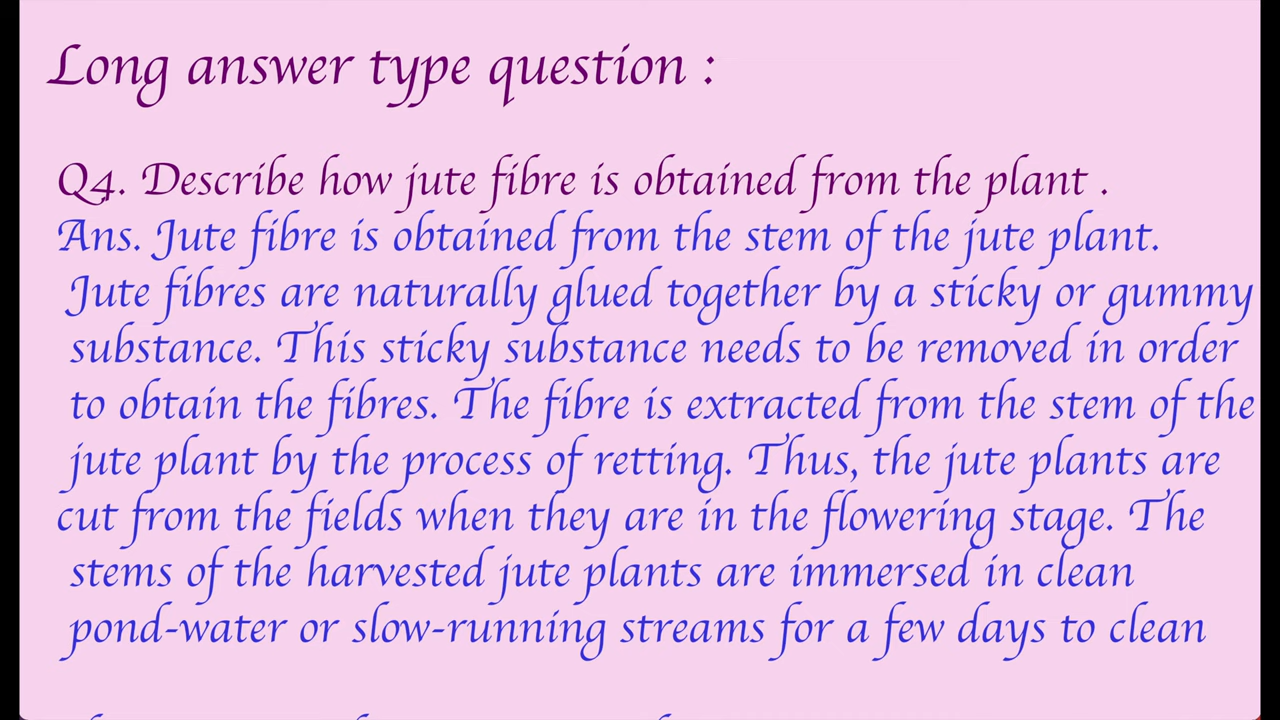 Long answer type question :
Q4. Describe how jute fibre is obtained from the plant .
Ans. Jute fibre is obtained from the stem of the jute plant.
Jute fibres are naturally glued together by a sticky or gummy
substance. This sticky substance needs to be removed in order
to obtain the fibres. The fibre is extracted from the stem of the
jute plant by the process of retting. Thus, the jute plants are
cut from the fields when they are in the flowering stage. The
stems of the harvested jute plants are immersed in clean
pond-water or slow-running streams for a few days to clean